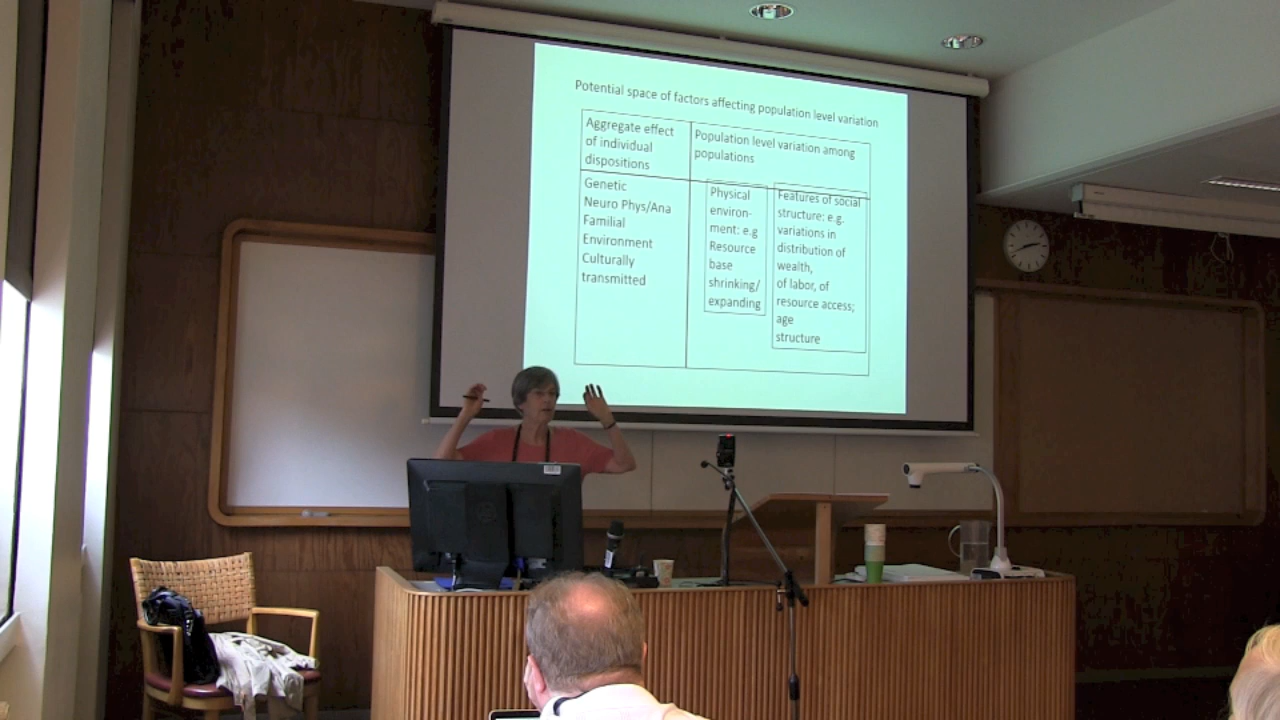 Potential space of factors affecting population level variation
Aggregate effect
of individual
dispositions
Population level variation among
populations
Genetic
Neuro Phys/Ana
Familial
Environment
Culturally
transmitted
Physical
environ-
ment: e.g
Resource
base
shrinking/
expanding
Features of social
structure: e.g.
variations in
distribution of
wealth,
of labor, of
resource access;
age
structure